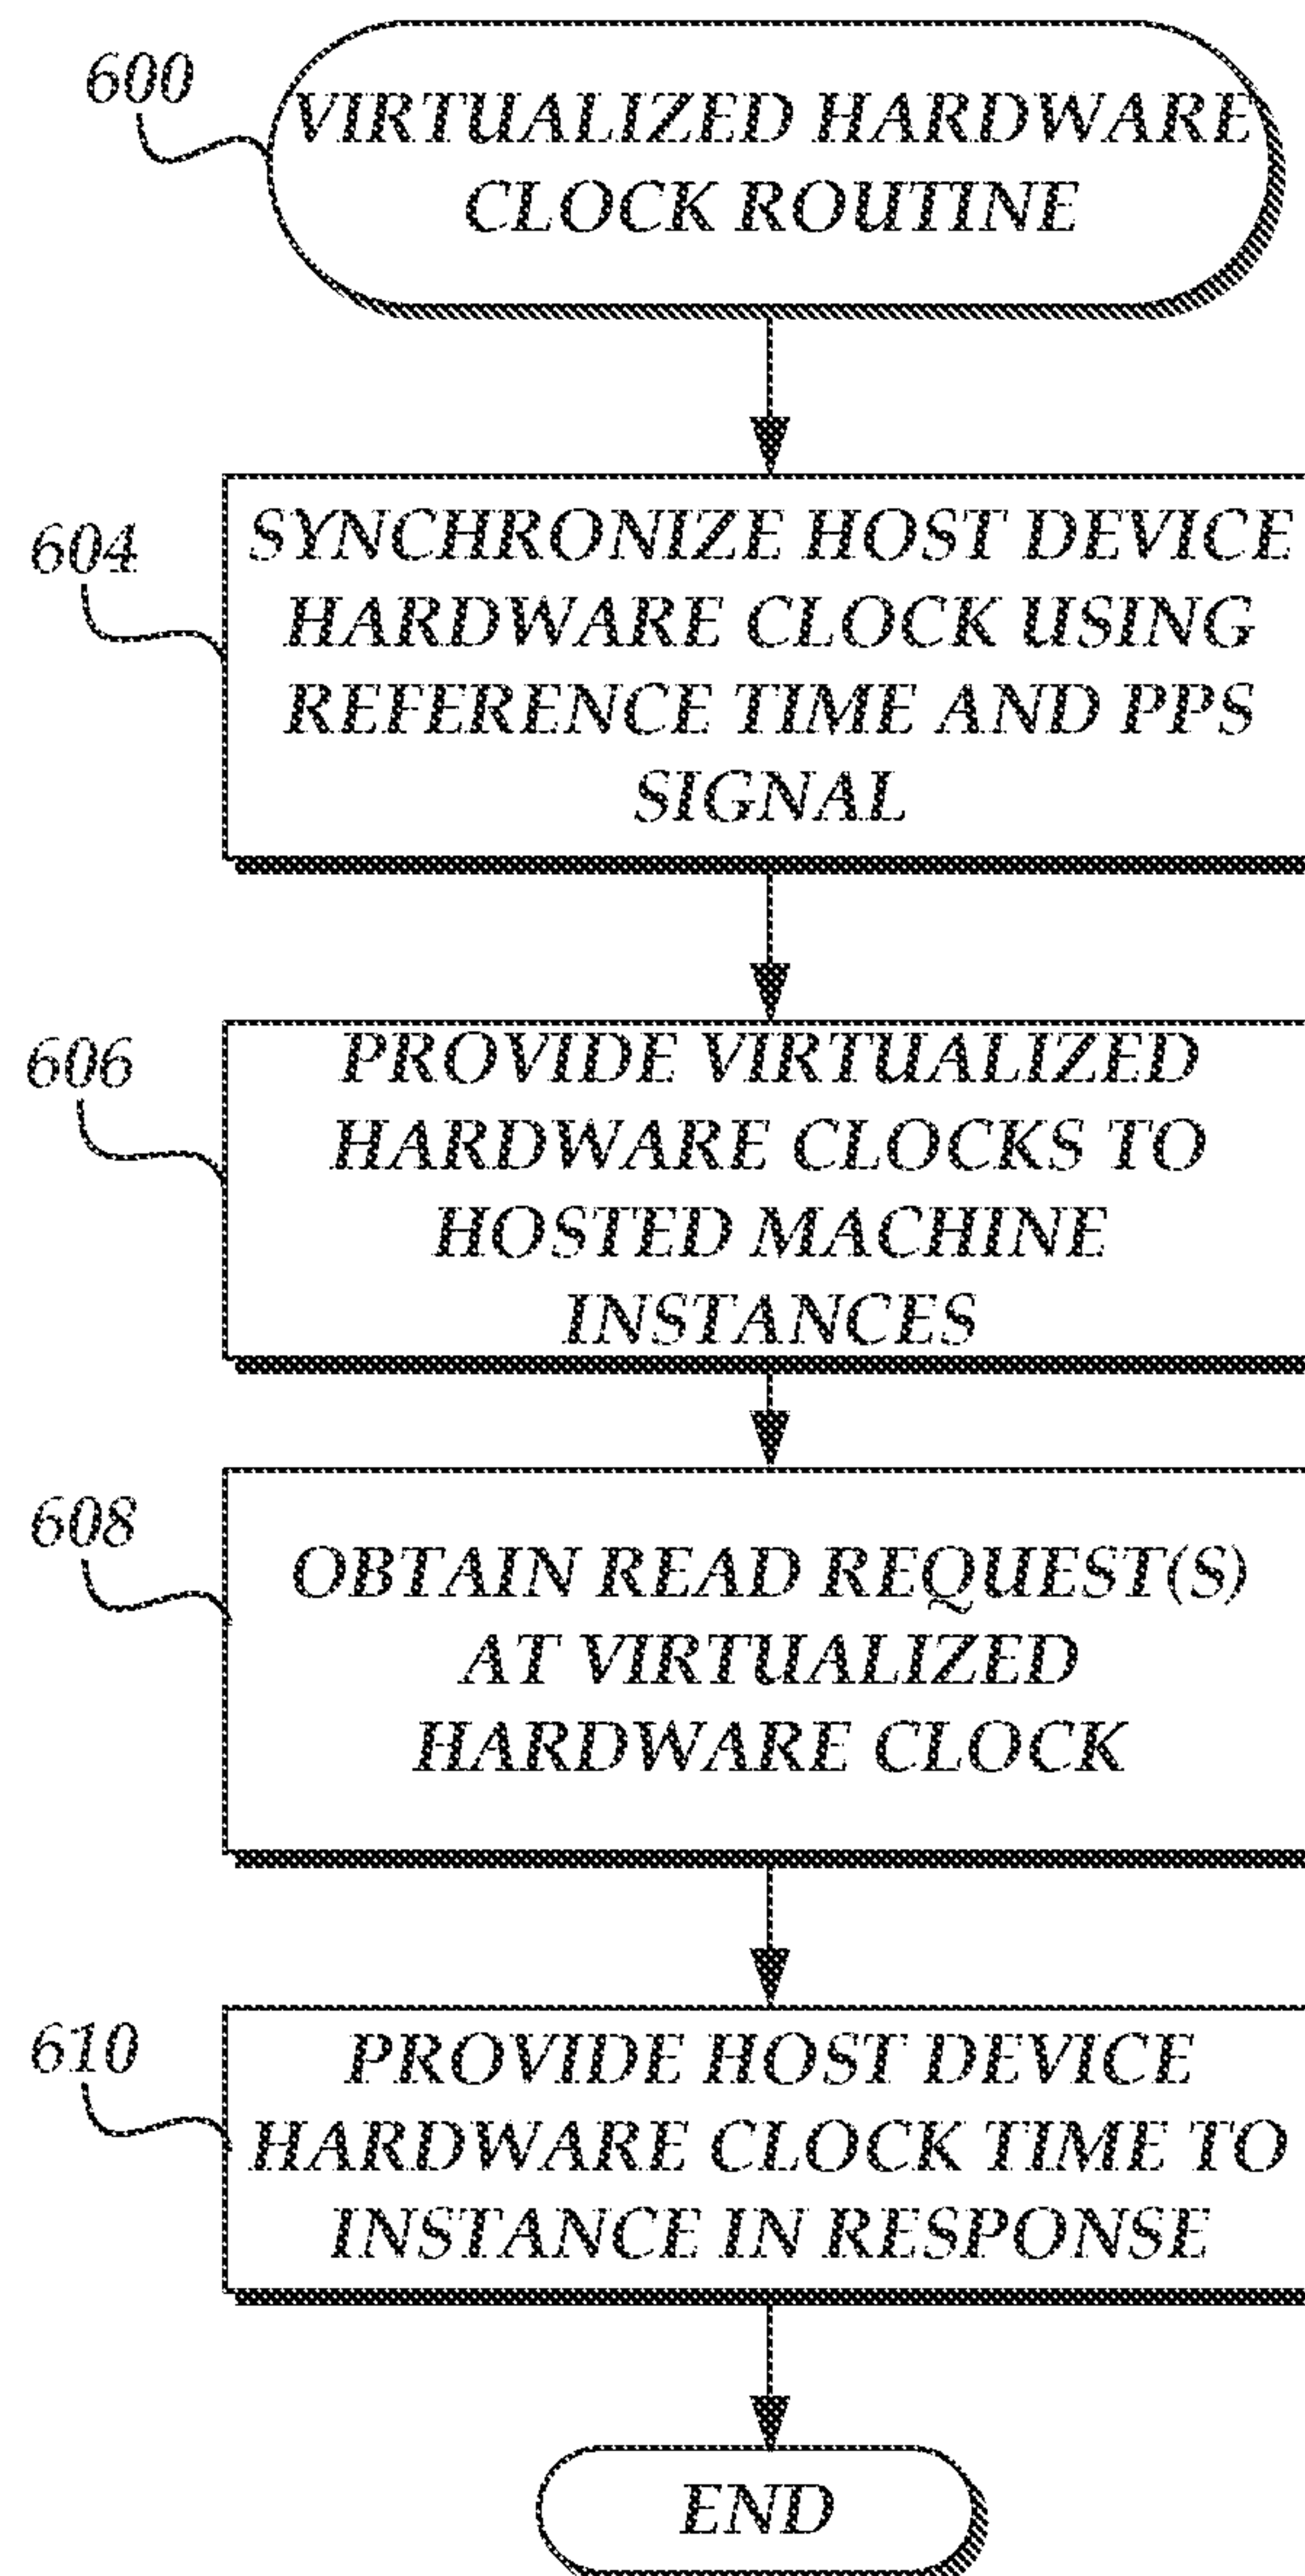 600
VIRTUALIZED HARDWARE
CLOCK ROUTINE
604
SYNCHRONIZE HOST DEVICE
HARDWARE CLOCK USING
REFERENCE TIME AND PPS
SIGNAL
606
PROVIDE VIRTUALIZED
HARDWARE CLOCKS TO
HOSTED MACHINE
INSTANCES
608
OBTAIN READ REQUEST(S)
AT VIRTUALIZED
HARDWARE CLOCK
610
PROVIDE HOST DEVICE
HARDWARE CLOCK TIME TO
INSTANCE IN RESPONSE
END